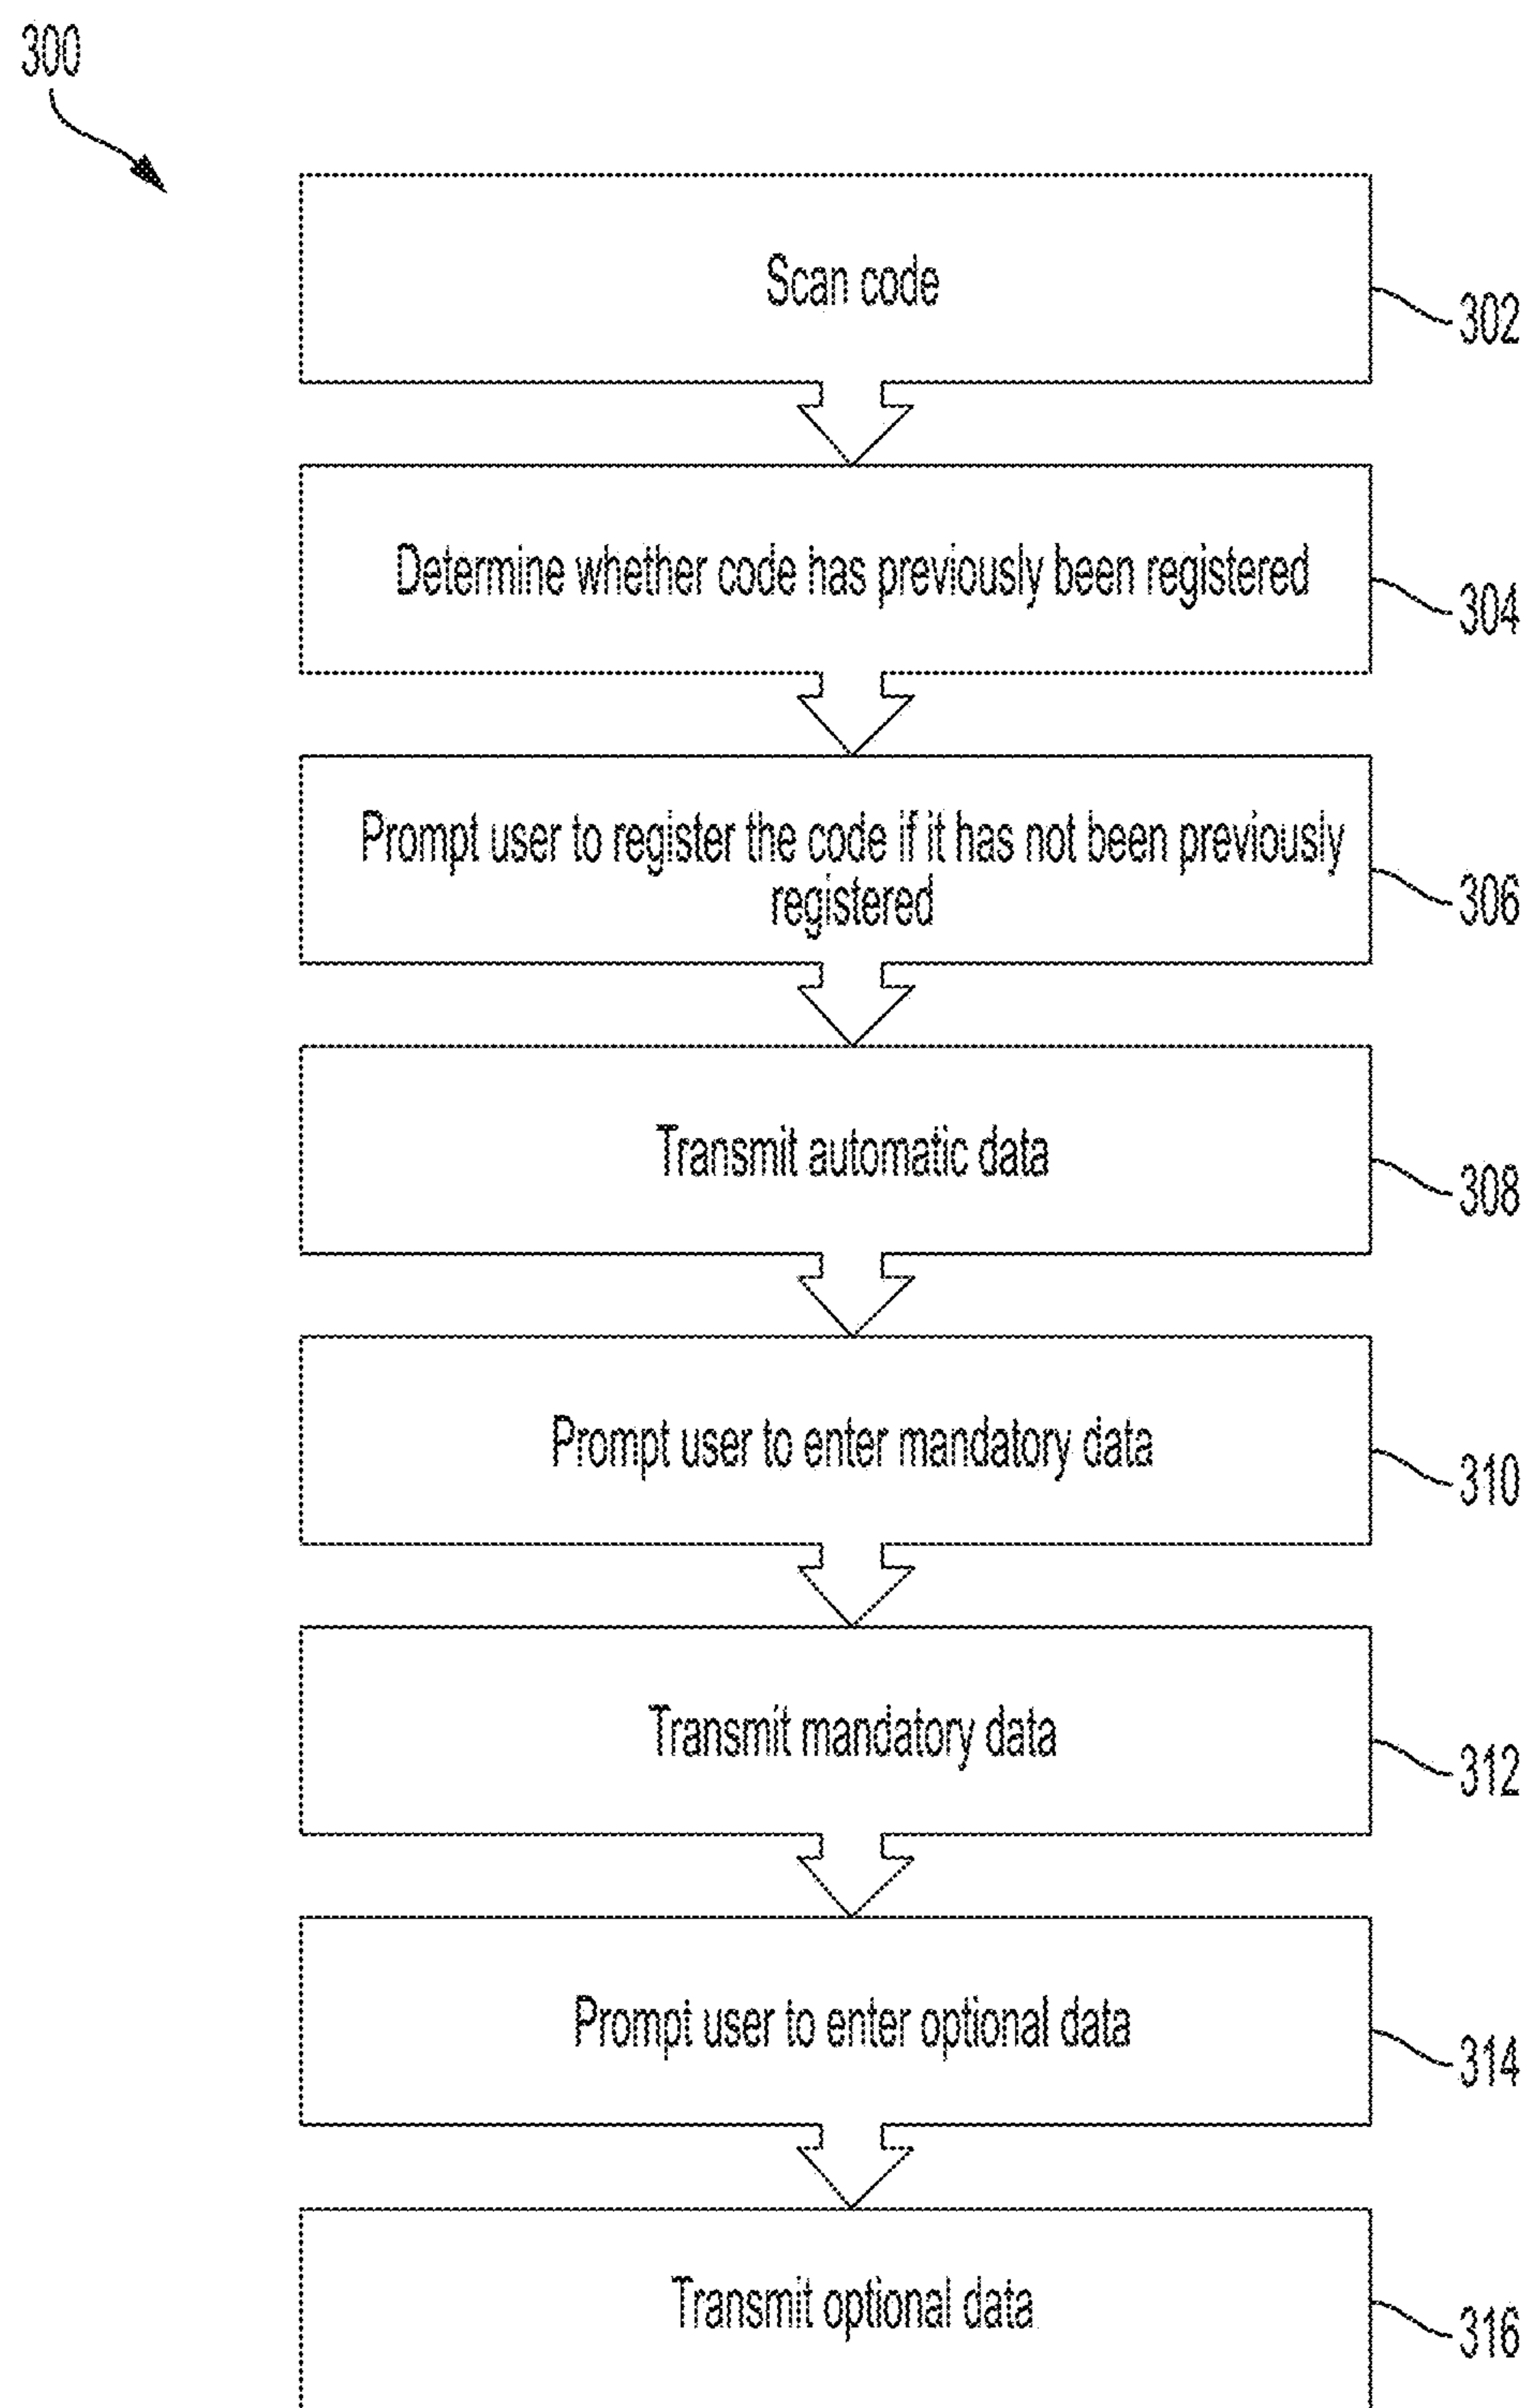 300
Scan code
302
Determine whether code has previously been registered
304
Prompt user to register the code if it has not been previously
registered
306
Transmit automatic data
308
Prompt user to enter mandatory data
310
Transmit mandatory data
312
Prompt user to enter optional data
314
Transmit optional data
316